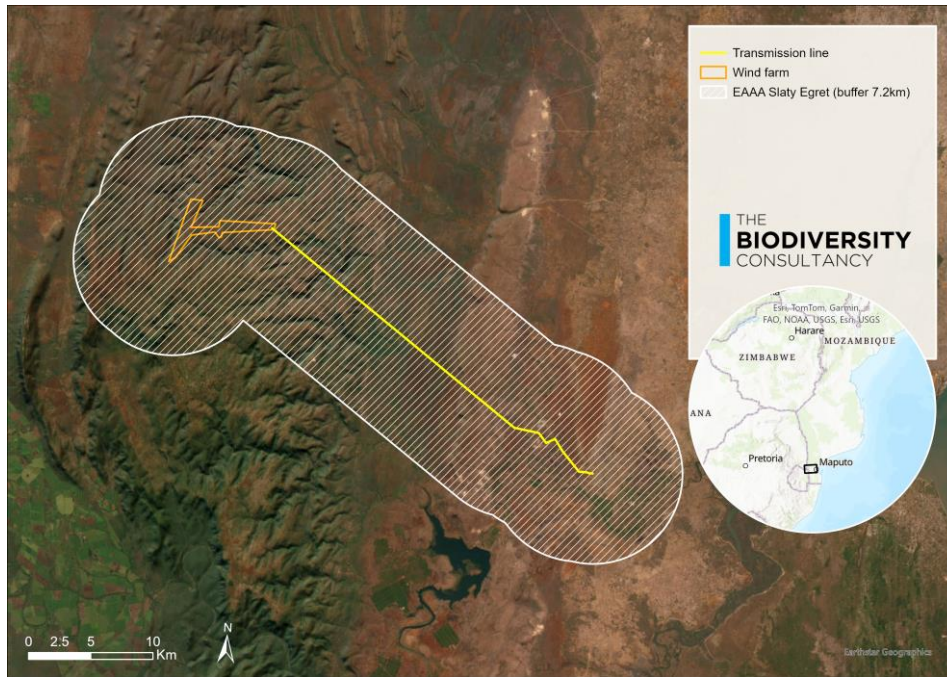 Transmission line
Wind farm
EAAA Slaty Egret (buffer 7.2km)
THE
BIODIVERSITY
CONSULTANCY
Esri, TomTom, Garmin,
FAO, NOAA, USGS, Esri, USGS
Harare
MOZAMBIQUE
ZIMBABWE
ANA
Pretoria
Maputo
0 2.5 5 10
Km
N
Earthstar Geographics